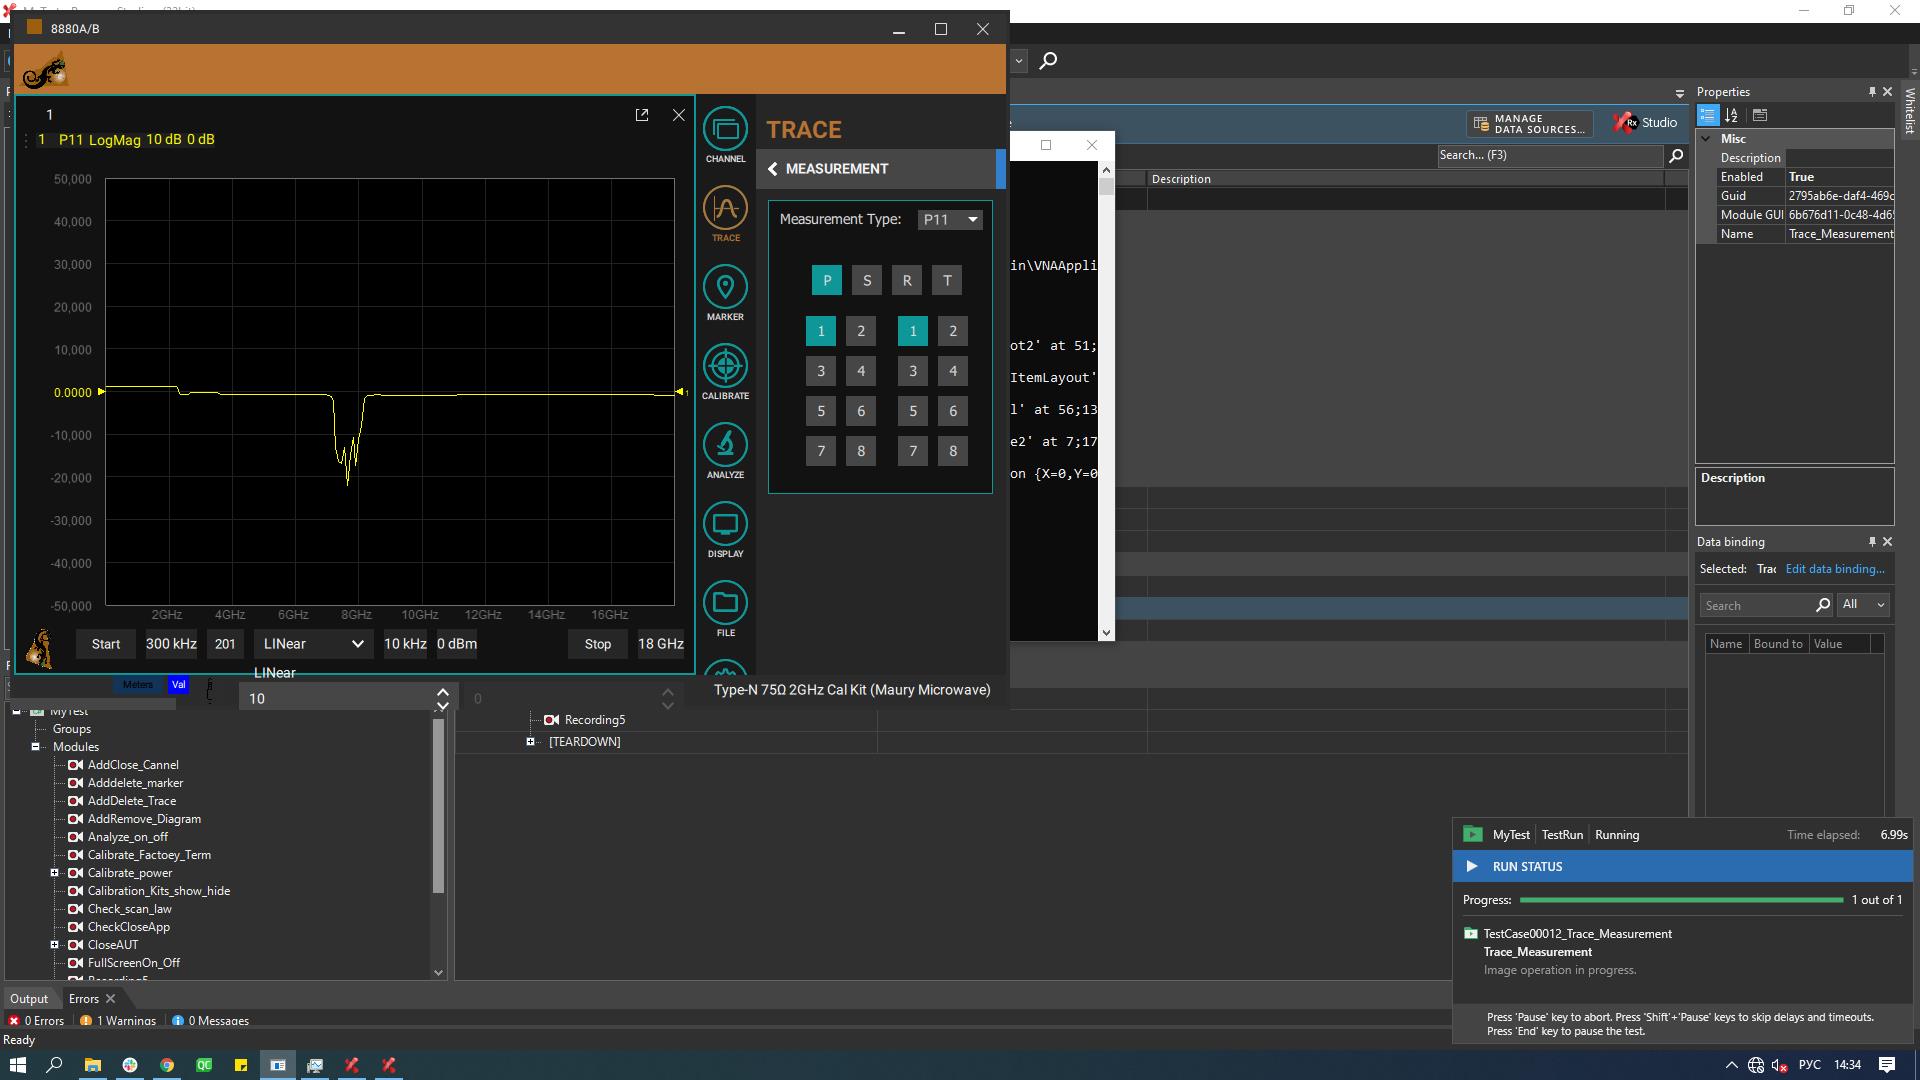 8880A/B
1
1 P11 LogMag 10 dB 0 dB
50,000
40,000
30,000
20,000
10,000
0.0000
-10,000
-20,000
-30,000
-40,000
-50,000
2GHz 4GHz 6GHz 8GHz 10GHz 12GHz 14GHz 16GHz
1
Start 300 kHz 201 LINear 10 kHz 0 dBm Stop 18 GHz
LINear
Meters Val
10
0
CHANNEL
TRACE
MARKER
CALIBRATE
ANALYZE
DISPLAY
FILE
TRACE
MEASUREMENT
Measurement Type: P11
P S R T
1 2 1 2
3 4 3 4
5 6 5 6
7 8 7 8
Type-N 75Ω 2GHz Cal Kit (Maury Microwave)
in\VNAAppli
ot2' at 51;
ItemLayout'
l' at 56;13
e2' at 7;17
on {X=0,Y=0
MANAGE
DATA SOURCES...
Rx Studio
Search... (F3)
Description
Properties
Misc
Description
Enabled True
Guid 2795ab6e-daf4-469c
Module GUI 6b676d11-0c48-4d65
Name Trace_Measurement
Description
Whitelist
Data binding
Selected: Trac Edit data binding...
Search All
Name Bound to Value
MyTest
Groups
Modules
AddClose_Cannel
Adddelete_marker
AddDelete_Trace
AddRemove_Diagram
Analyze_on_off
Calibrate_Factoey_Term
Calibrate_power
Calibration_Kits_show_hide
Check_scan_law
CheckCloseApp
CloseAUT
FullScreenOn_Off
Recording5
Recording5
[TEARDOWN]
MyTest TestRun Running Time elapsed: 6.99s
RUN STATUS
Progress: 1 out of 1
TestCase00012_Trace_Measurement
Trace_Measurement
Image operation in progress.
Press 'Pause' key to abort. Press 'Shift'+'Pause' keys to skip delays and timeouts.
Press 'End' key to pause the test.
Output Errors
0 Errors 1 Warnings 0 Messages
Ready
QC
РУС 14:34